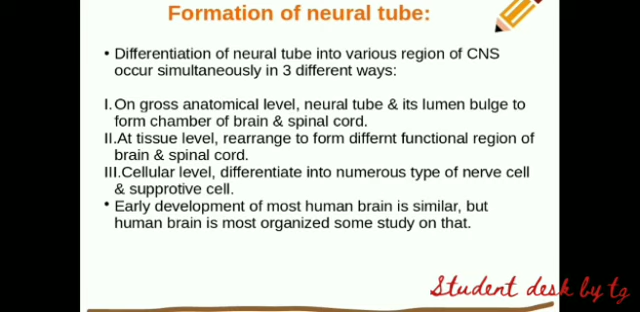 Formation of neural tube:
• Differentiation of neural tube into various region of CNS
occur simultaneously in 3 different ways:
I.On gross anatomical level, neural tube & its lumen bulge to
form chamber of brain & spinal cord.
II.At tissue level, rearrange to form differnt functional region of
brain & spinal cord.
III.Cellular level, differentiate into numerous type of nerve cell
& supprotive cell.
• Early development of most human brain is similar, but
human brain is most organized some study on that.
Student desk by tg